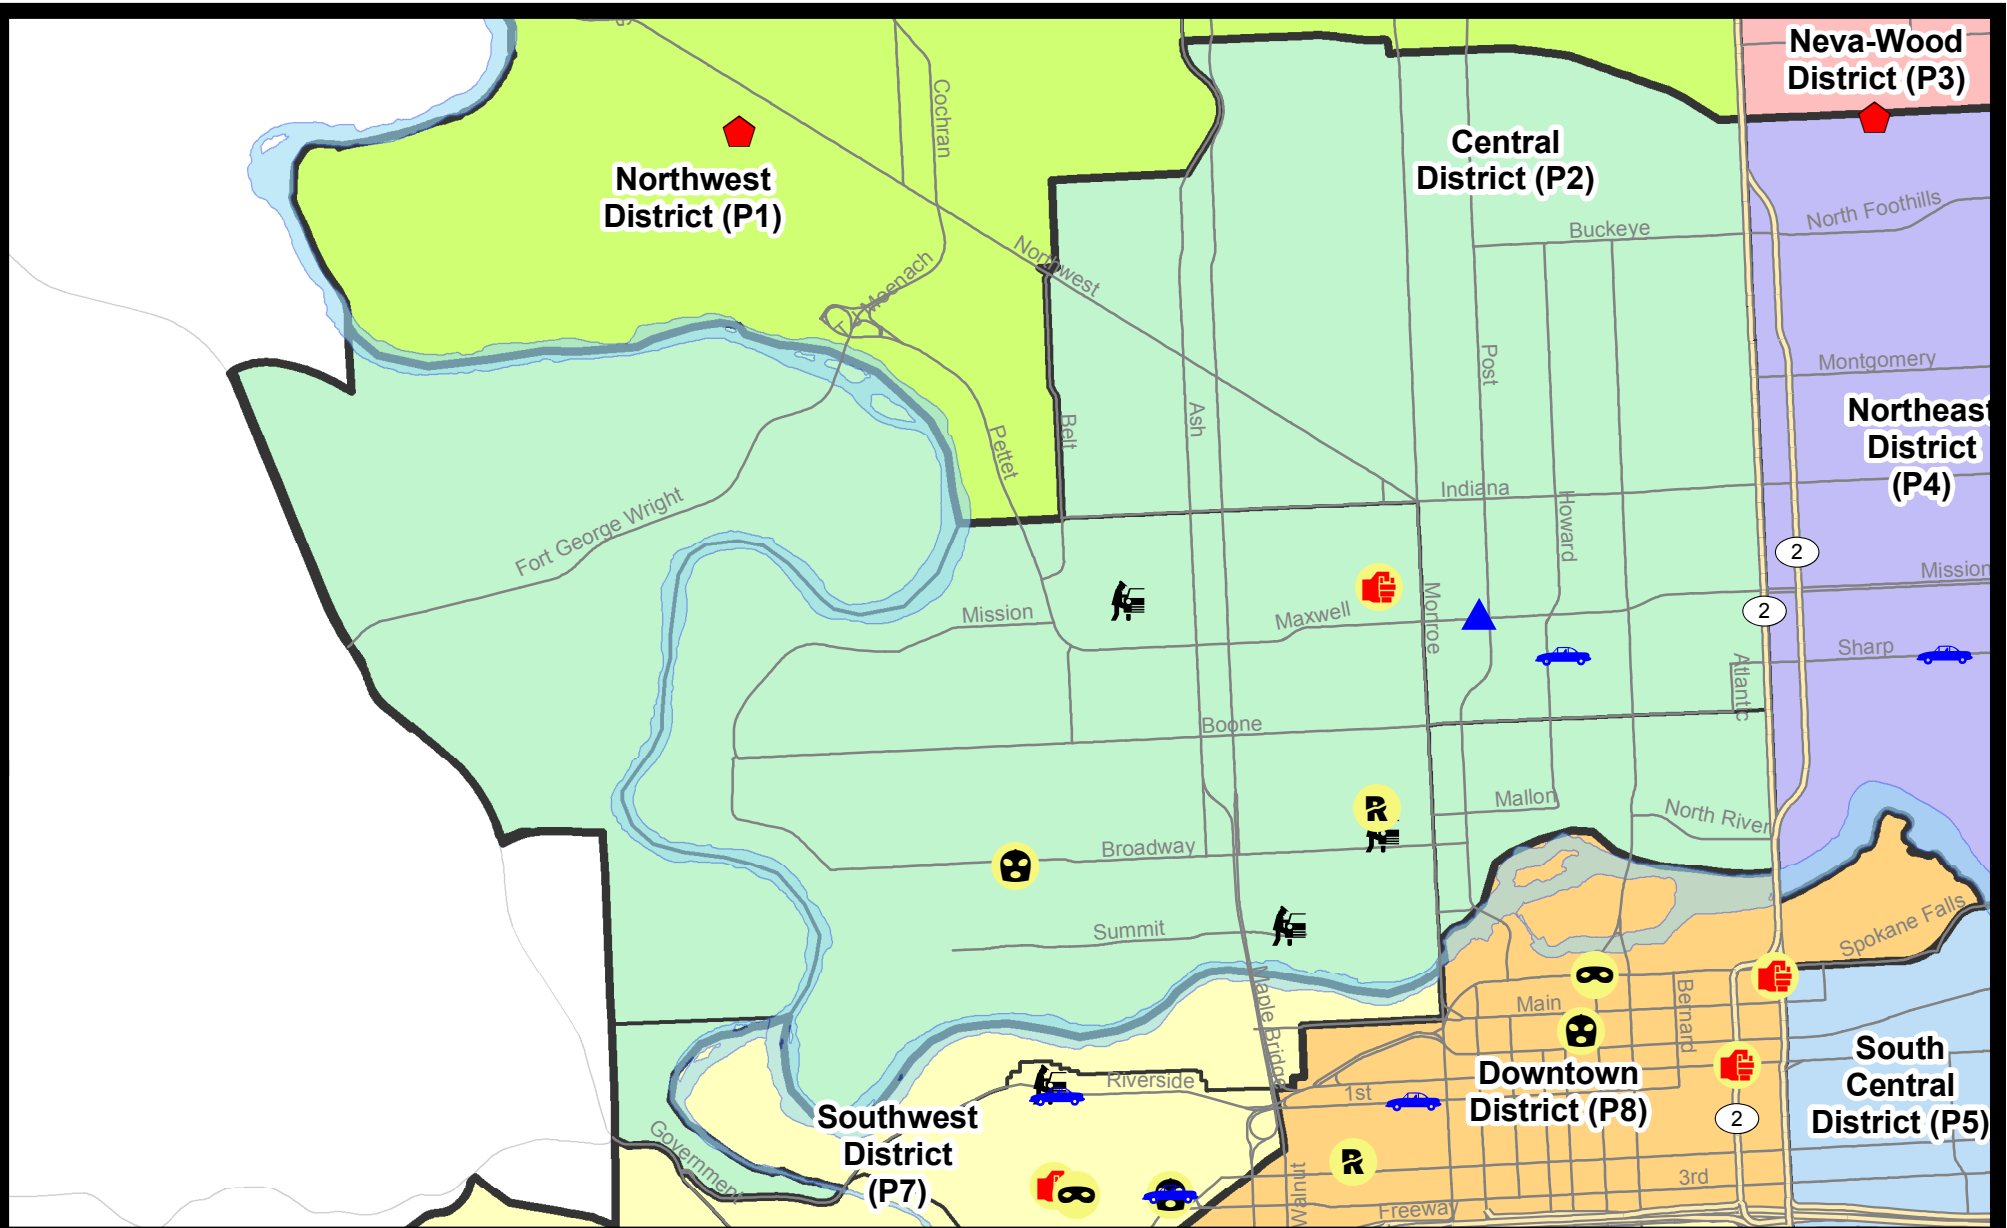 Neva-Wood
District (P3)
Cochran
Central
District (P2)
Northwest
District (P1)
North Foothills
Buckeye
Northwest
T J Meenach
Montgomery
Post
Ash
Belt
Northeast
District
(P4)
Pettet
Indiana
Howard
Fort George Wright
2
Mission
2
Mission
Maxwell
Monroe
Sharp
Atlantic
Boone
Mallon
North River
R
Broadway
Summit
Spokane Falls
Maple Bridge
Main
Bernard
South
Central
District (P5)
Downtown
District (P8)
Riverside
1st
2
Southwest
District
(P7)
Government
R
Walnut
3rd
Freeway